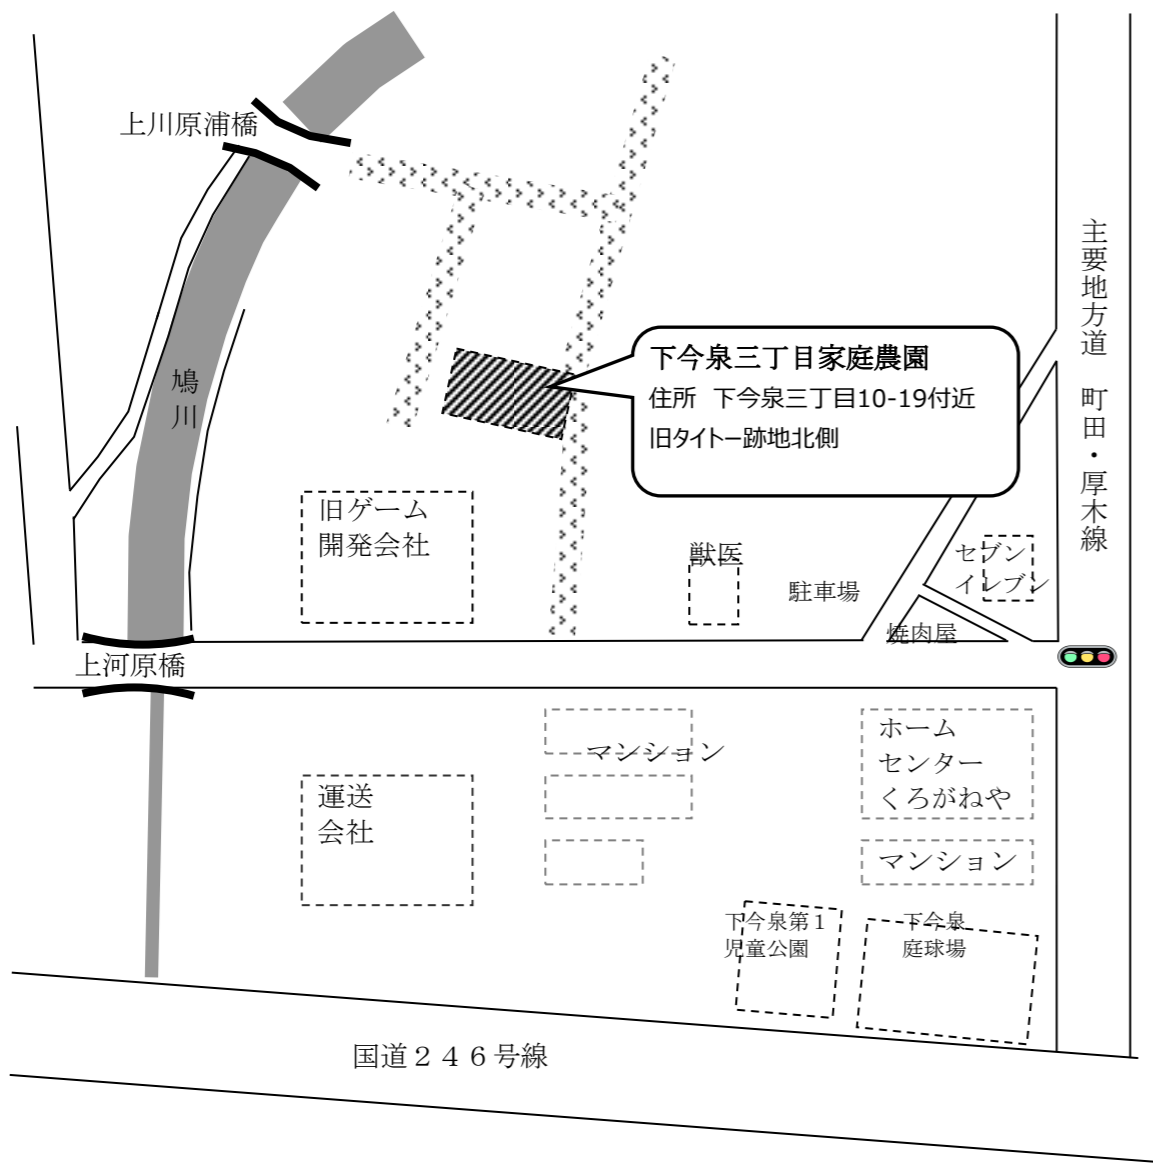 上川原浦橋
主要地方道　町田・厚木線
下今泉三丁目家庭農園
住所 下今泉三丁目10-19付近
旧タイトー跡地北側
鳩川
旧ゲーム
開発会社
獣医
駐車場
セブン
イレブン
焼肉屋
上河原橋
マンション
ホーム
センター
くろがねや
運送
会社
マンション
下今泉第１
児童公園
下今泉
庭球場
国道２４６号線